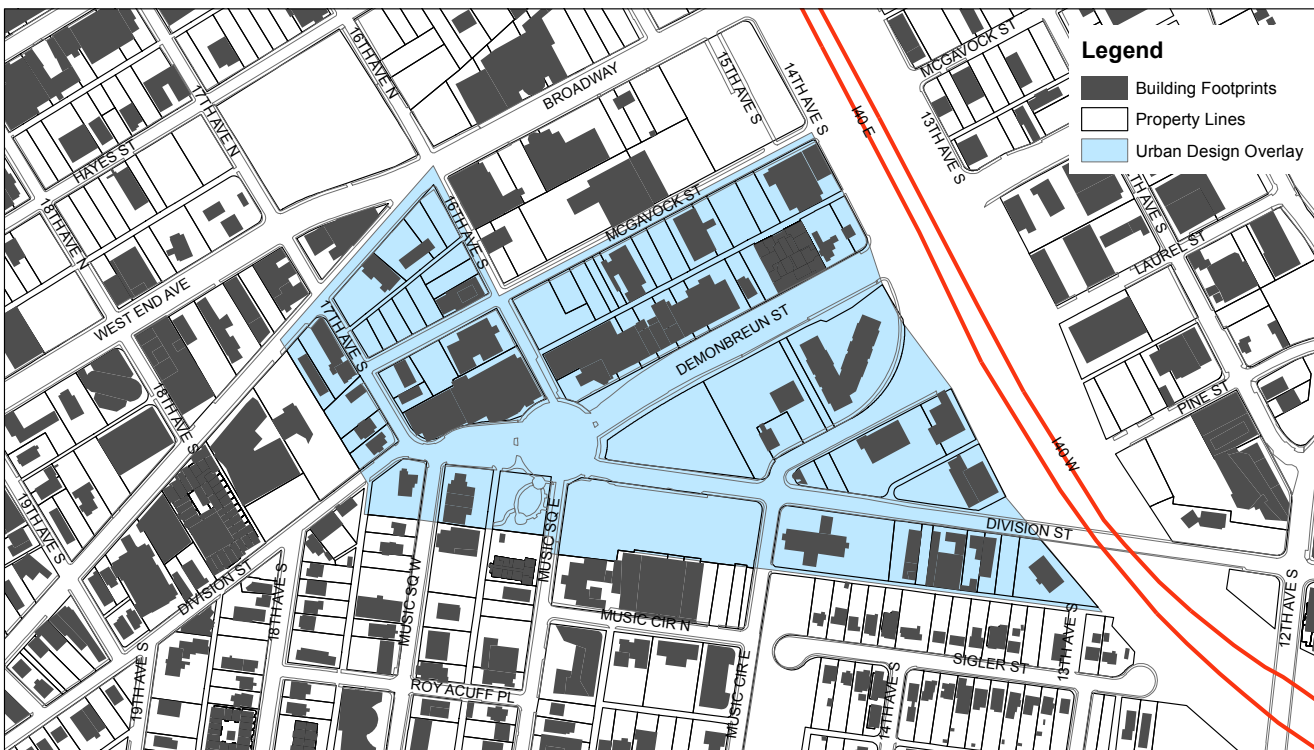 Legend
Building Footprints
Property Lines
Urban Design Overlay
16TH AVE N
BROADWAY
15TH AVE S
14TH AVE S
I40 E
MCGAVOCK ST
13TH AVE S
17TH AVE N
HAYES ST
18TH AVE N
WEST END AVE
16TH AVE S
MCGAVOCK ST
TH AVE S
LAUREL ST
17TH AVE S
DEMONBREUN ST
18TH AVE S
PINE ST
I40 W
19TH AVE S
DIVISION ST
MUSIC SQ E
DIVISION ST
18TH AVE S
MUSIC SQ W
MUSIC CIR N
MUSIC CIR E
SIGLER ST
13TH AVE S
12TH AVE S
14TH AVE S
ROY ACUFF PL
19TH AVE S